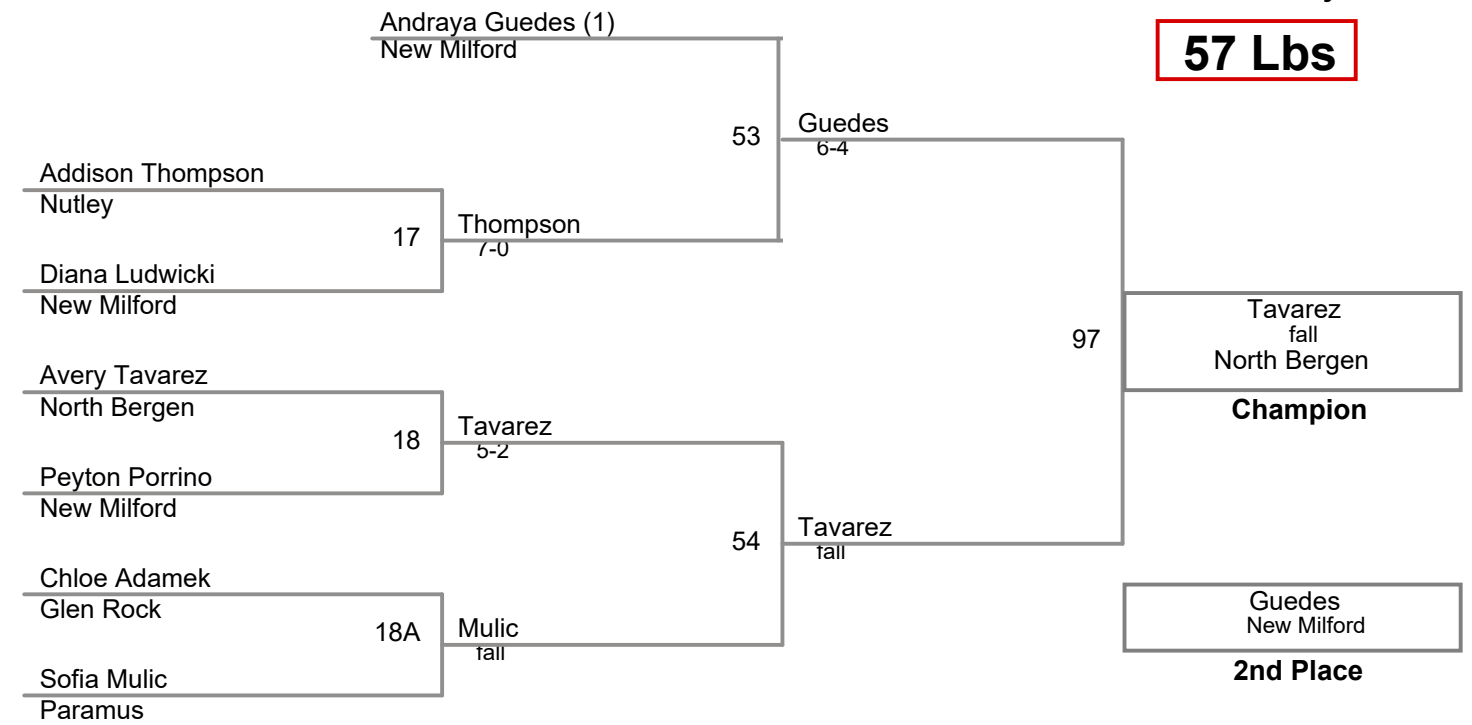 Andraya Guedes (1)
New Milford
57 Lbs
53
Guedes
6-4
Addison Thompson
Nutley
17
Thompson
7-0
Diana Ludwicki
New Milford
97
Tavarez
fall
North Bergen
Champion
Avery Tavarez
North Bergen
18
Tavarez
5-2
Peyton Porrino
New Milford
54
Tavarez
fall
Chloe Adamek
Glen Rock
18A
Mulic
fall
Sofia Mulic
Paramus
Guedes
New Milford
2nd Place